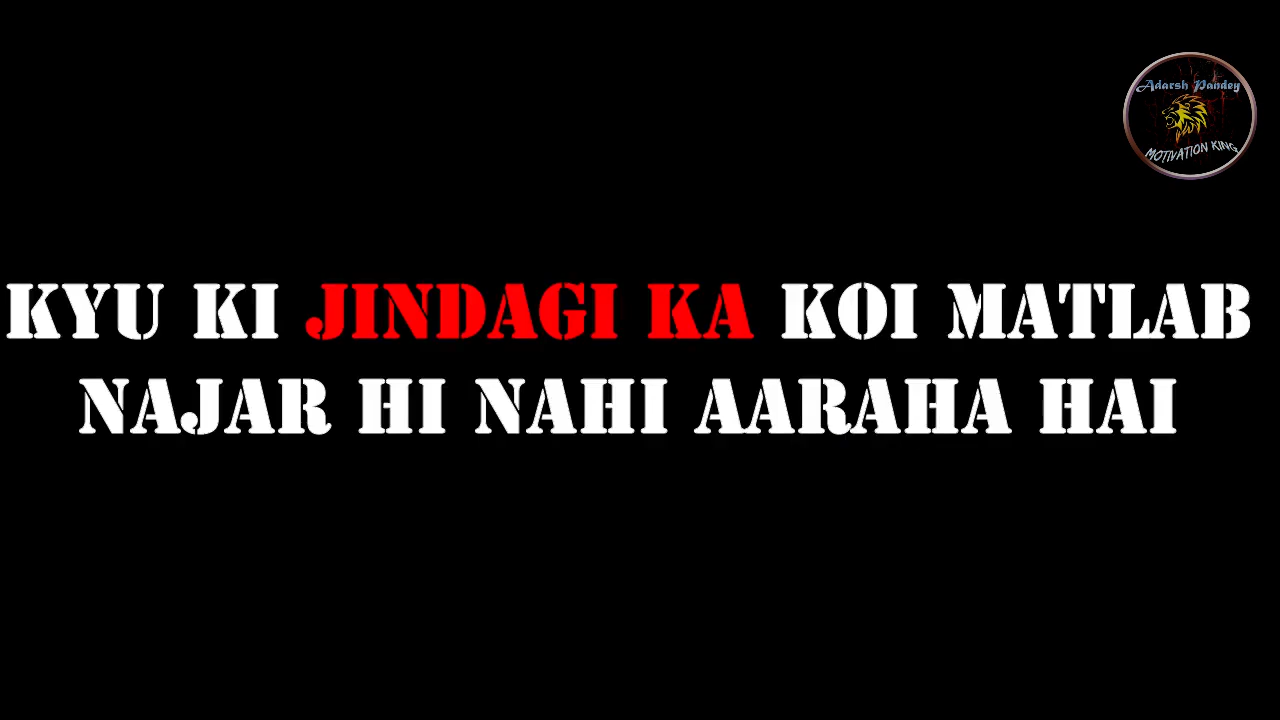 Adarsh Pandey
MOTIVATION KING
KYU KI JINDAGI KA KOI MATLAB
NAJAR HI NAHI AARAHA HAI